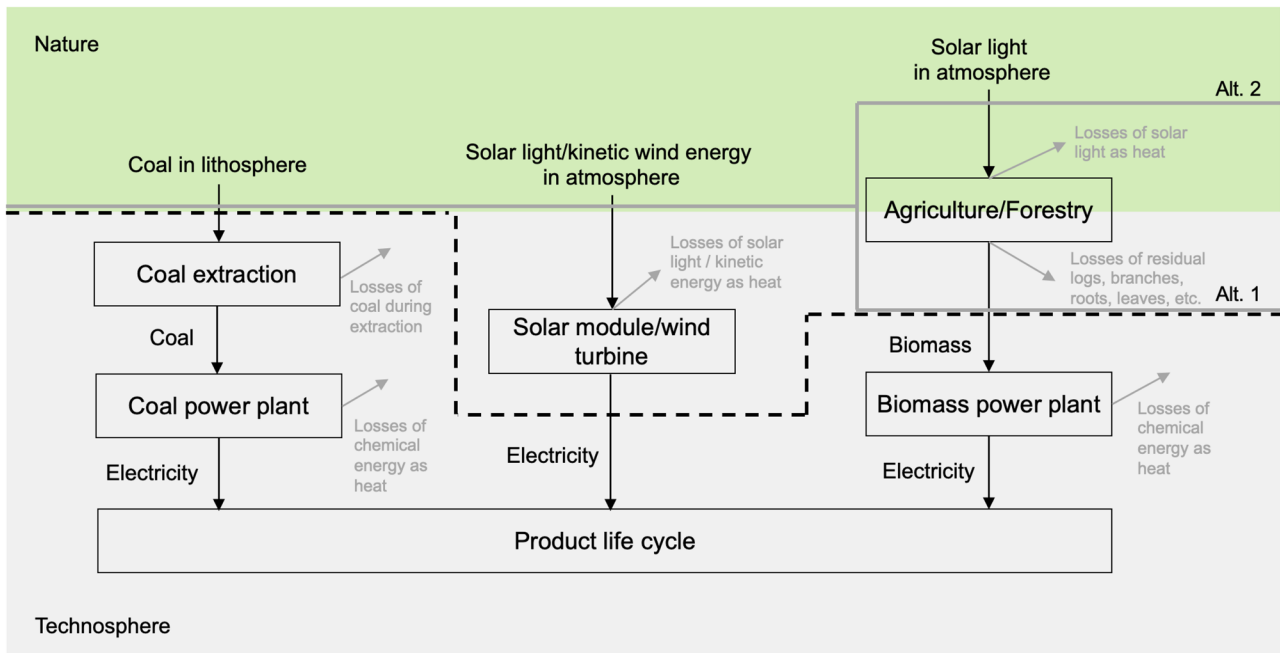 Nature
Solar light
in atmosphere
Alt. 2
Losses of solar
light as heat
Coal in lithosphere
Solar light/kinetic wind energy
in atmosphere
Agriculture/Forestry
Losses of solar
light / kinetic
energy as heat
Losses of residual
logs, branches,
roots, leaves, etc.
Alt. 1
Coal extraction
Losses of
coal during
extraction
Solar module/wind
turbine
Coal
Biomass
Coal power plant
Losses of
chemical
energy as
heat
Biomass power plant
Losses of
chemical
energy as
heat
Electricity
Electricity
Electricity
Product life cycle
Technosphere